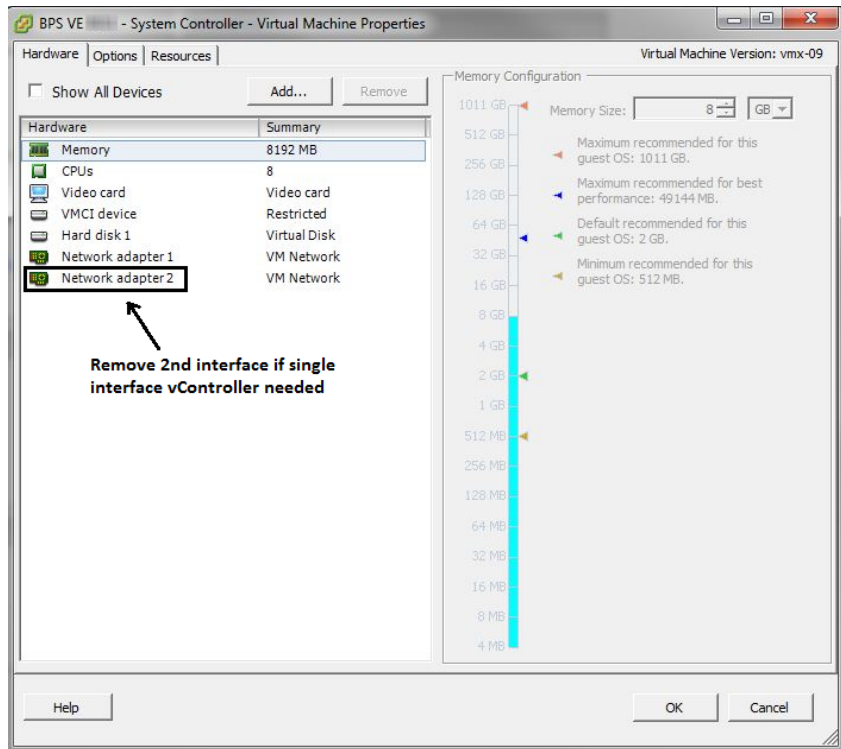 BPS VE - System Controller - Virtual Machine Properties
Hardware Options Resources
Virtual Machine Version: vmx-09
Show All Devices
Add...
Remove
Hardware Summary
Memory 8192 MB
CPUs 8
Video card Video card
VMCI device Restricted
Hard disk 1 Virtual Disk
Network adapter 1 VM Network
Network adapter 2 VM Network
Remove 2nd interface if single
interface vController needed
Memory Configuration
Memory Size: 8 GB
1011 GB
512 GB
256 GB
128 GB
64 GB
32 GB
16 GB
8 GB
4 GB
2 GB
1 GB
512 MB
256 MB
128 MB
64 MB
32 MB
16 MB
8 MB
4 MB
Maximum recommended for this
guest OS: 1011 GB.
Maximum recommended for best
performance: 49144 MB.
Default recommended for this
guest OS: 2 GB.
Minimum recommended for this
guest OS: 512 MB.
Help
OK
Cancel